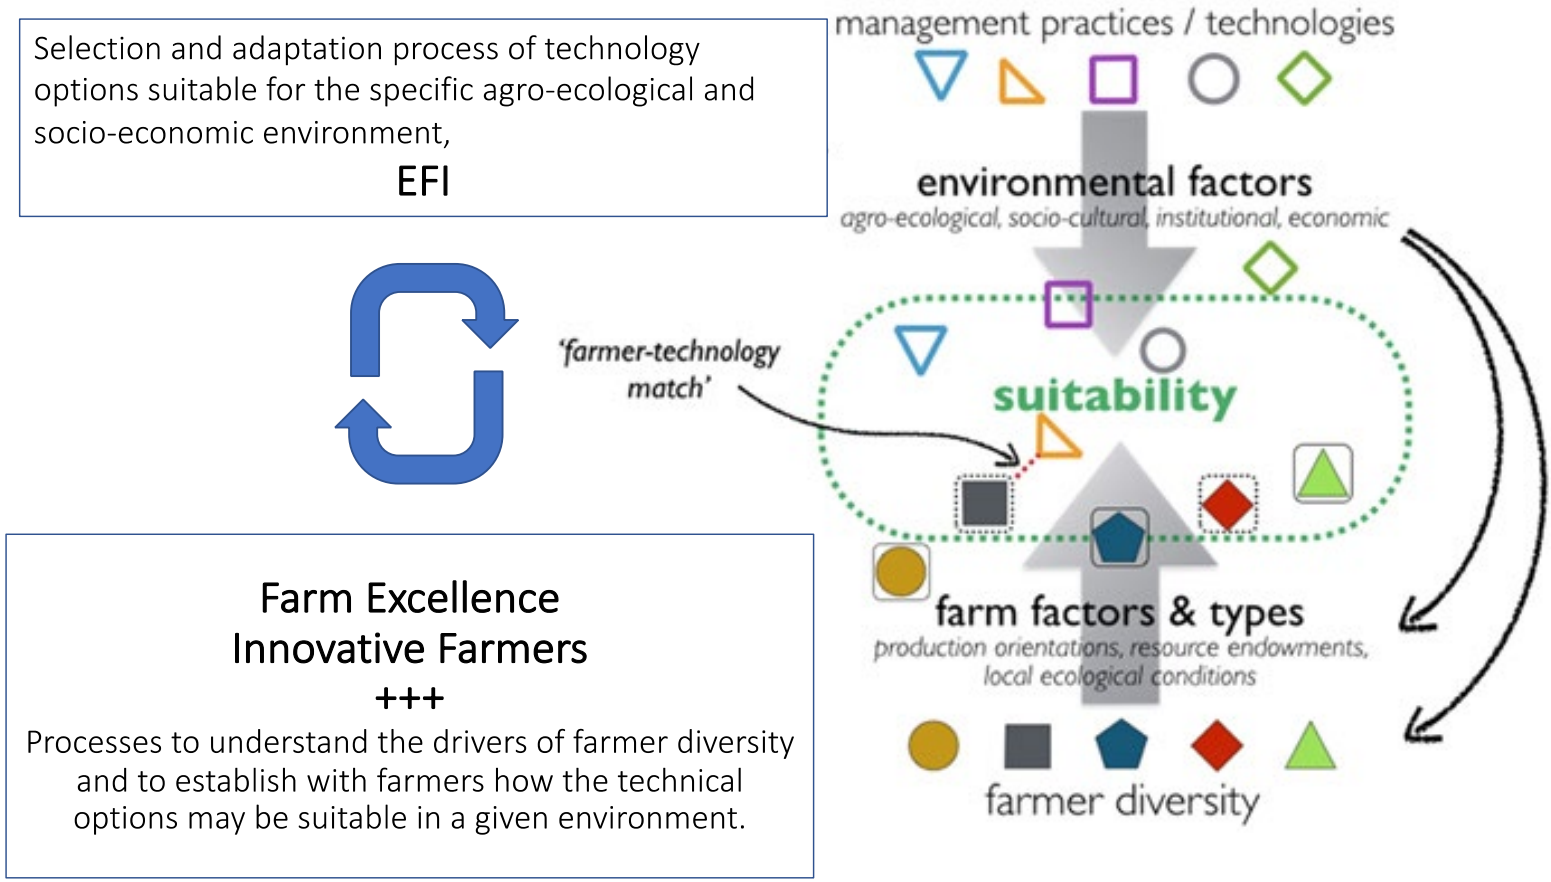 Selection and adaptation process of technology
options suitable for the specific agro-ecological and
socio-economic environment,
EFI
management practices / technologies
environmental factors
agro-ecological, socio-cultural, institutional, economic
'farmer-technology
match'
suitability
farm factors & types
production orientations, resource endowments,
local ecological conditions
farmer diversity
Farm Excellence
Innovative Farmers
+++
Processes to understand the drivers of farmer diversity
and to establish with farmers how the technical
options may be suitable in a given environment.